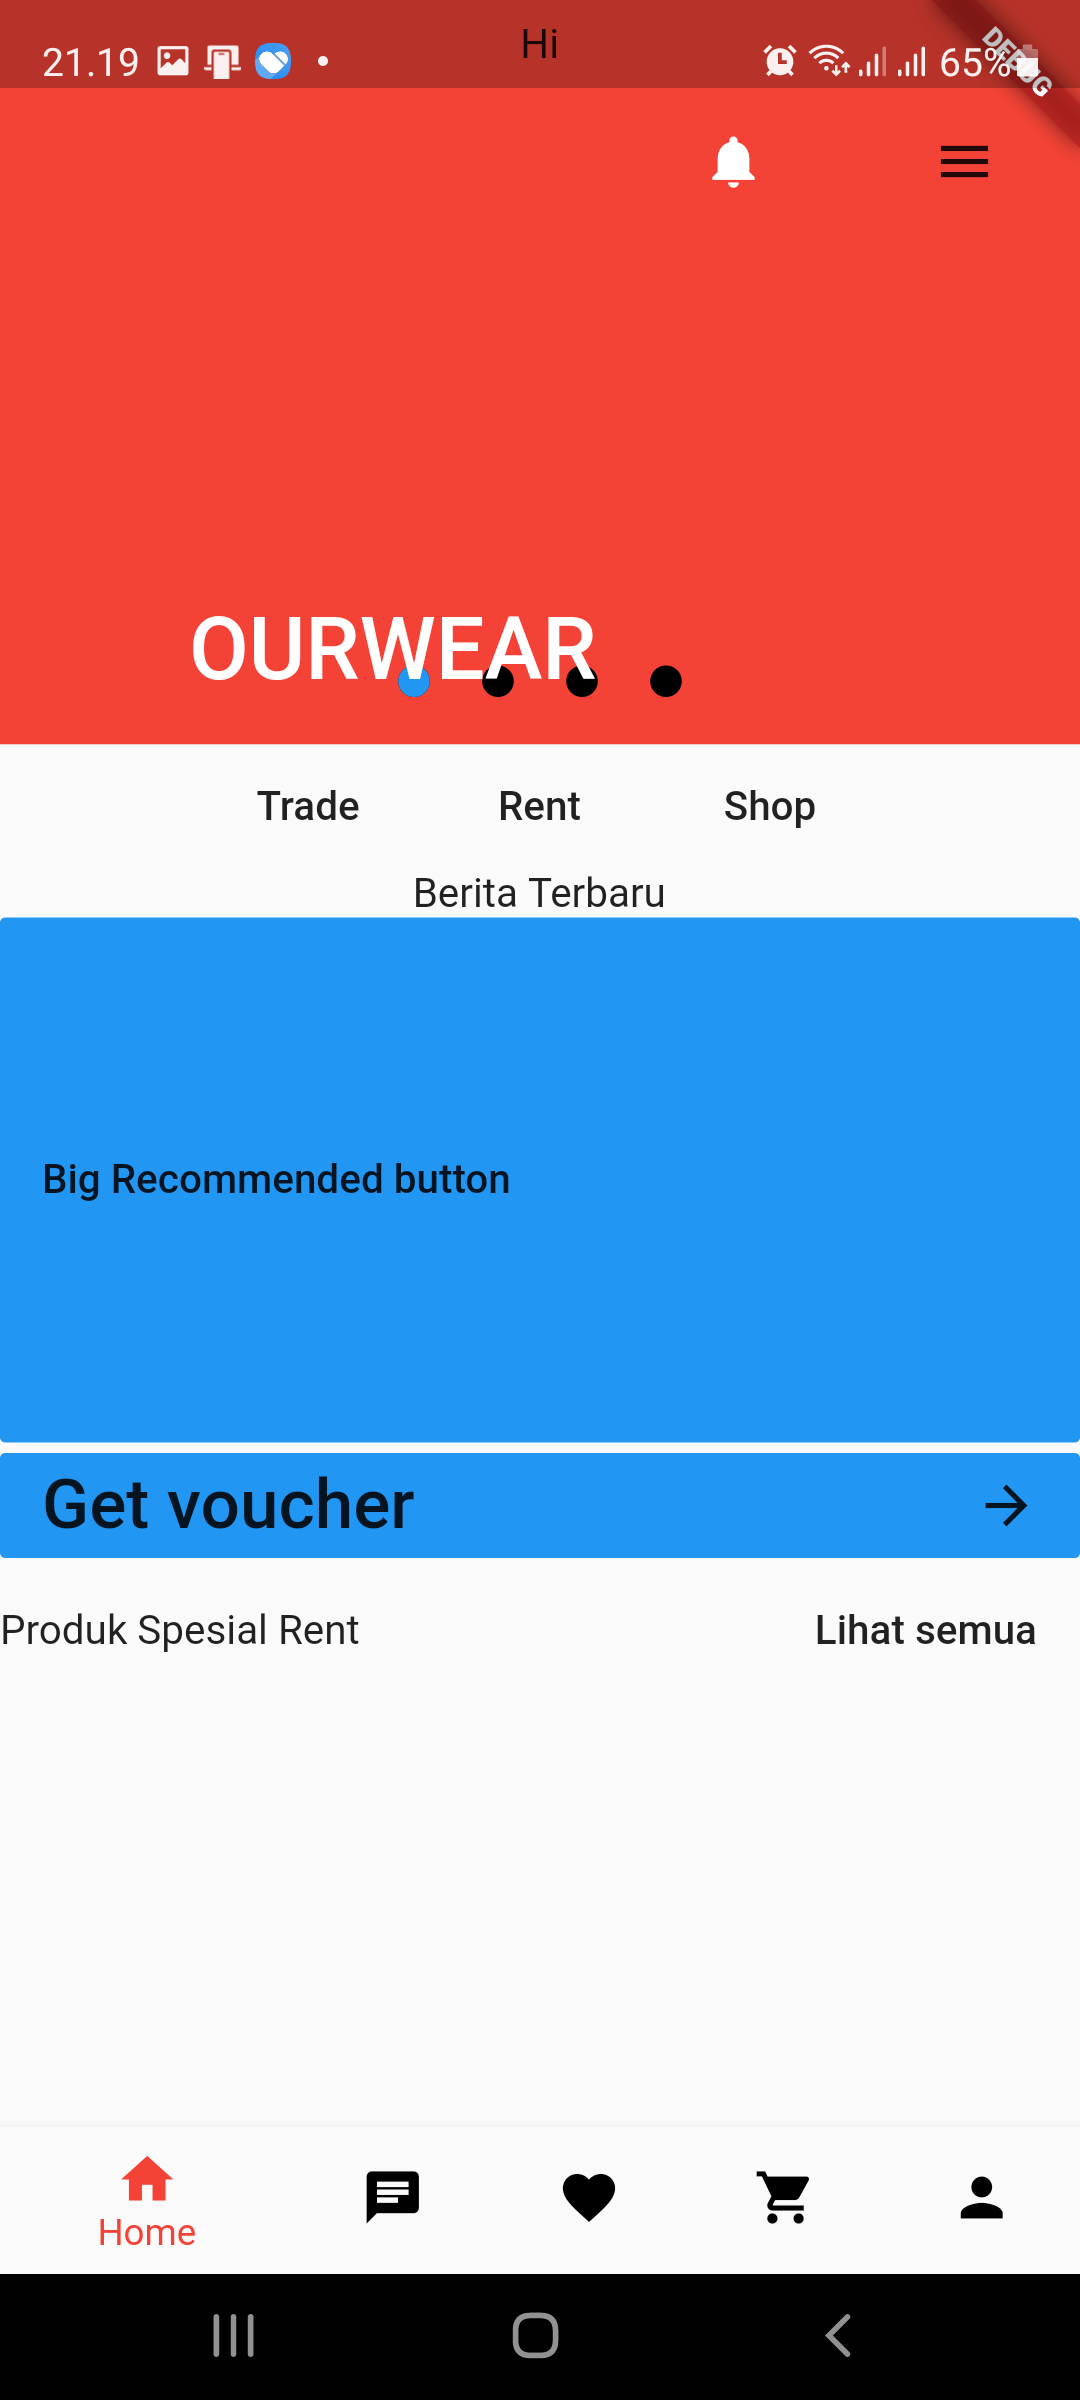 21.19 Hi 65%
DEBUG
OURWEAR
Trade Rent Shop
Berita Terbaru
Big Recommended button
Get voucher
Produk Spesial Rent Lihat semua
Home